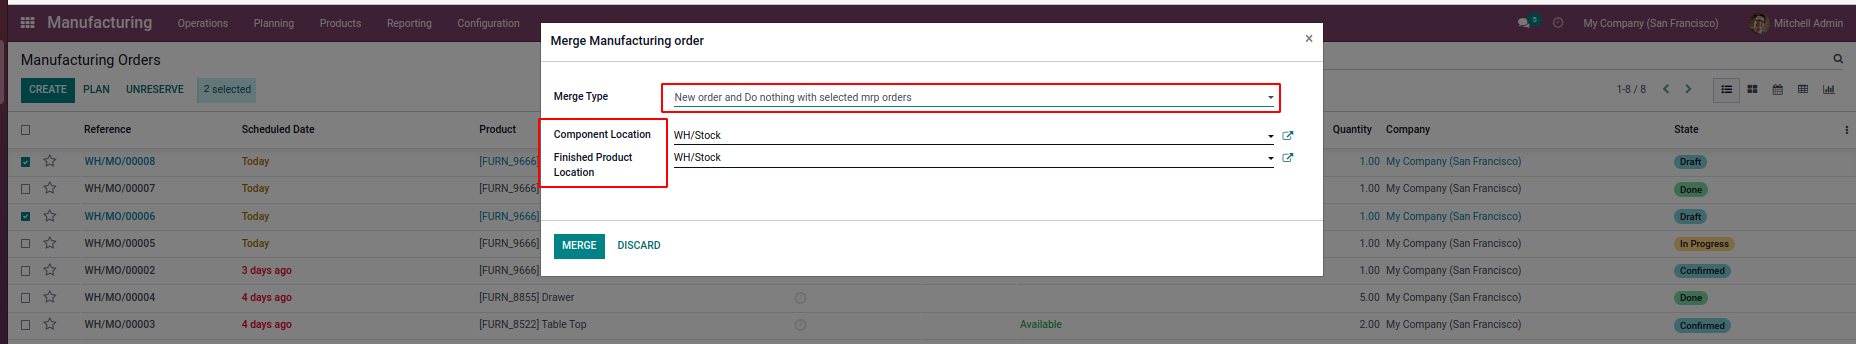 Manufacturing Operations Planning Products Reporting Configuration 5 My Company (San Francisco) Mitchell Admin
Manufacturing Orders
CREATE PLAN UNRESERVE 2 selected 1-8 / 8
Merge Manufacturing order ×
Merge Type New order and Do nothing with selected mrp orders
Component Location WH/Stock
Finished Product Location WH/Stock
MERGE DISCARD
Reference Scheduled Date Product Quantity Company State
WH/MO/00008 Today [FURN_9666] 1.00 My Company (San Francisco) Draft
WH/MO/00007 Today [FURN_9666] 1.00 My Company (San Francisco) Done
WH/MO/00006 Today [FURN_9666] 1.00 My Company (San Francisco) Draft
WH/MO/00005 Today [FURN_9666] 1.00 My Company (San Francisco) In Progress
WH/MO/00002 3 days ago [FURN_9666] 1.00 My Company (San Francisco) Confirmed
WH/MO/00004 4 days ago [FURN_8855] Drawer 5.00 My Company (San Francisco) Done
WH/MO/00003 4 days ago [FURN_8522] Table Top Available 2.00 My Company (San Francisco) Confirmed